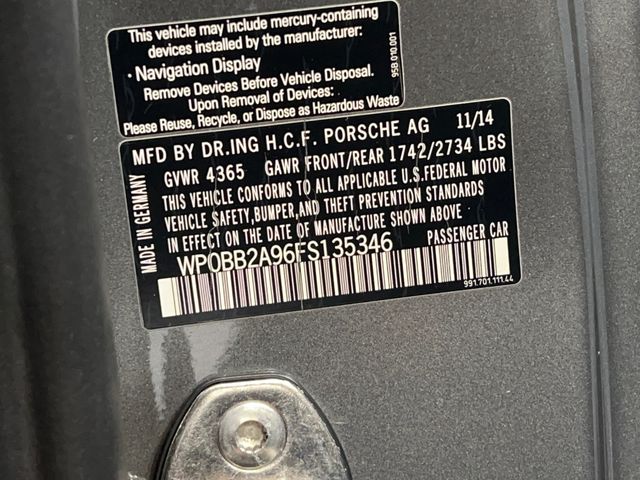 This vehicle may include mercury-containing
devices installed by the manufacturer:
· Navigation Display
Remove Devices Before Vehicle Disposal.
Upon Removal of Devices:
Please Reuse, Recycle, or Dispose as Hazardous Waste
95B.010.001
MFD BY DR.ING H.C.F. PORSCHE AG 11/14
GVWR 4365 GAWR FRONT/REAR 1742/2734 LBS
THIS VEHICLE CONFORMS TO ALL APPLICABLE U.S.FEDERAL MOTOR
VEHICLE SAFETY,BUMPER,AND THEFT PREVENTION STANDARDS
IN EFFECT ON THE DATE OF MANUFACTURE SHOWN ABOVE
WP0BB2A96FS135346 PASSENGER CAR
MADE IN GERMANY
991.701.111.44